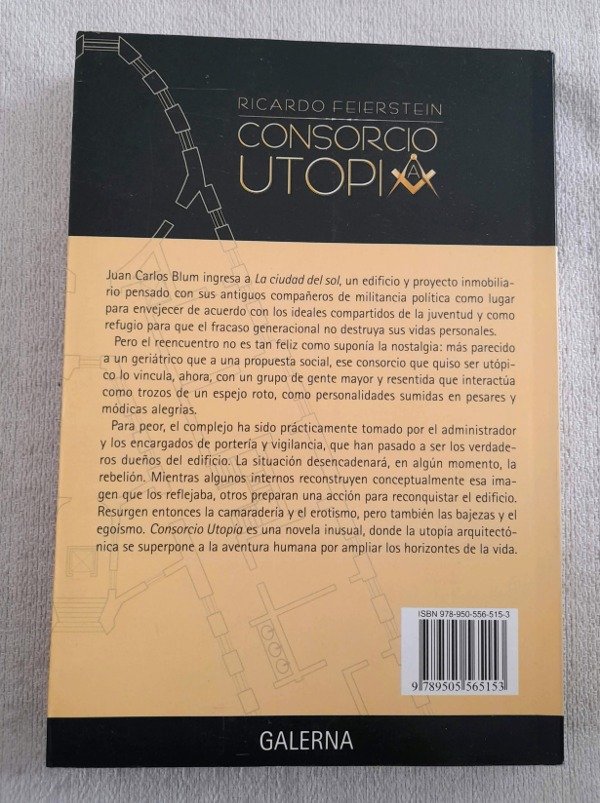 RICARDO FEIERSTEIN
CONSORCIO
UTOPIA
Juan Carlos Blum ingresa a La ciudad del sol, un edificio y proyecto inmobilia-
rio pensado con sus antiguos compañeros de militancia política como lugar
para envejecer de acuerdo con los ideales compartidos de la juventud y como
refugio para que el fracaso generacional no destruya sus vidas personales.
Pero el reencuentro no es tan feliz como suponía la nostalgia: más parecido
a un geriátrico que a una propuesta social, ese consorcio que quiso ser utópi-
co lo vincula, ahora, con un grupo de gente mayor y resentida que interactúa
como trozos de un espejo roto, como personalidades sumidas en pesares y
módicas alegrías.
Para peor, el complejo ha sido prácticamente tomado por el administrador
y los encargados de portería y vigilancia, que han pasado a ser los verdade-
ros dueños del edificio. La situación desencadenará, en algún momento, la
rebelión. Mientras algunos internos reconstruyen conceptualmente esa ima-
gen que los reflejaba, otros preparan una acción para reconquistar el edificio.
Resurgen entonces la camaradería y el erotismo, pero también las bajezas y el
egoísmo. Consorcio Utopía es una novela inusual, donde la utopía arquitectó-
nica se superpone a la aventura humana por ampliar los horizontes de la vida.
ISBN 978-950-556-515-3
9 789505 565153
GALERNA